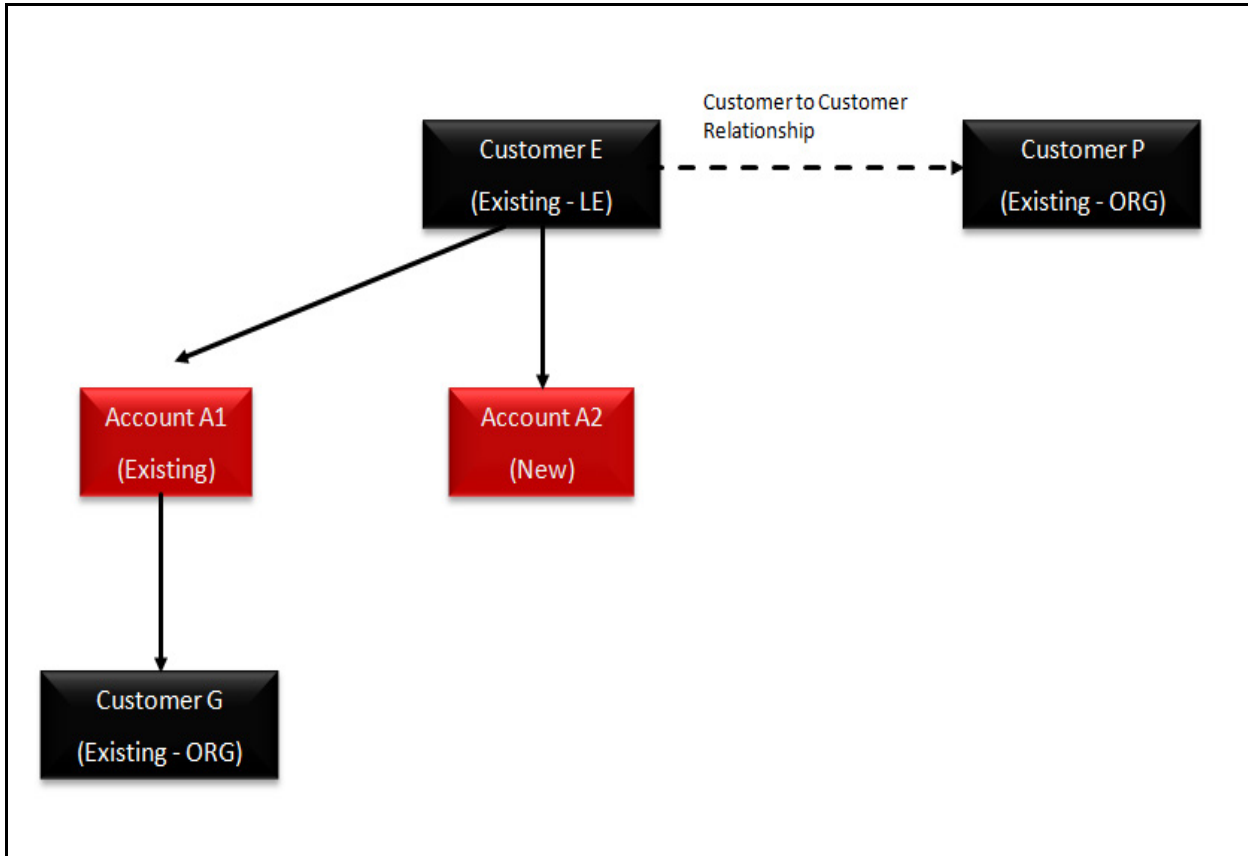 Customer to Customer
Relationship
Customer E
(Existing - LE)
Customer P
(Existing - ORG)
Account A1
(Existing)
Account A2
(New)
Customer G
(Existing - ORG)